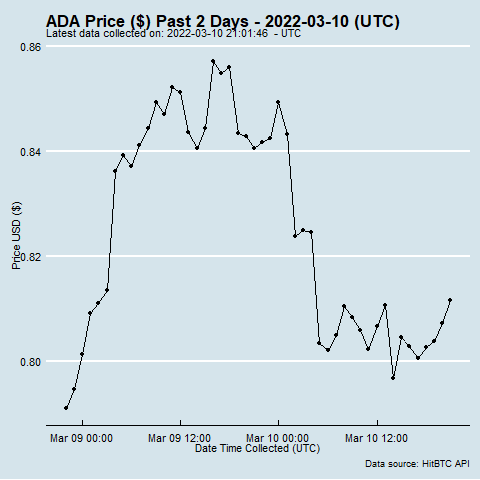 ADA Price ($) Past 2 Days - 2022-03-10 (UTC)
Latest data collected on: 2022-03-10 21:01:46  - UTC
0.86
0.84
0.82
0.80
Price USD ($)
Mar 09 00:00 Mar 09 12:00 Mar 10 00:00 Mar 10 12:00
Date Time Collected (UTC)
Data source: HitBTC API